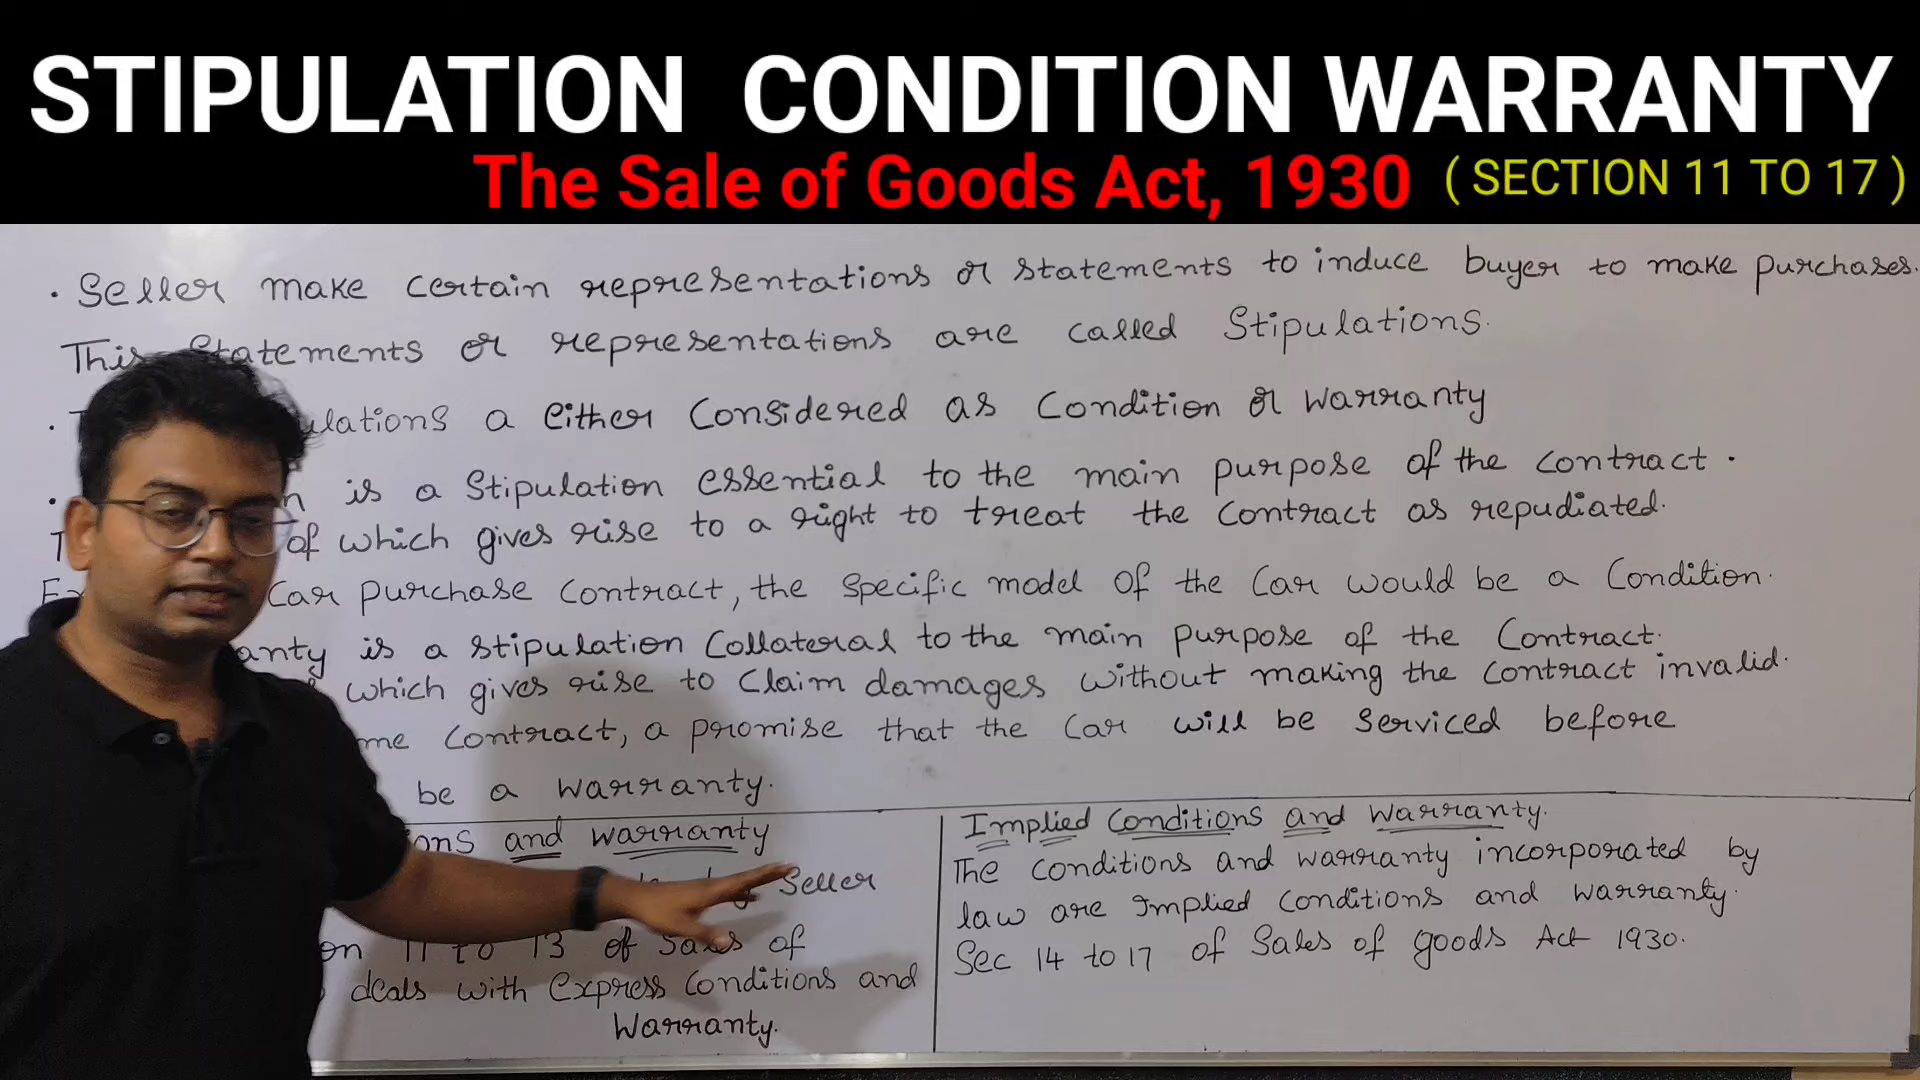 STIPULATION CONDITION WARRANTY
The Sale of Goods Act, 1930 ( SECTION 11 TO 17 )
. Seller make certain representations or statements to induce buyer to make purchases.
This statements or representations are called Stipulations.
. ulations a either Considered as Condition or warranty
. n is a Stipulation essential to the main purpose of the contract.
of which gives rise to a right to treat the contract as repudiated.
Car purchase contract, the specific model of the Car would be a Condition.
anty is a stipulation Collateral to the main purpose of the Contract.
which gives rise to claim damages without making the contract invalid.
me contract, a promise that the Car will be serviced before
be a warranty.
ons and warranty
by Seller
on 11 to 13 of Sales of
deals with Express Conditions and
Warranty.
Implied Conditions and Warranty.
The Conditions and warranty incorporated by
law are Implied Conditions and warranty.
Sec 14 to 17 of Sales of goods Act 1930.